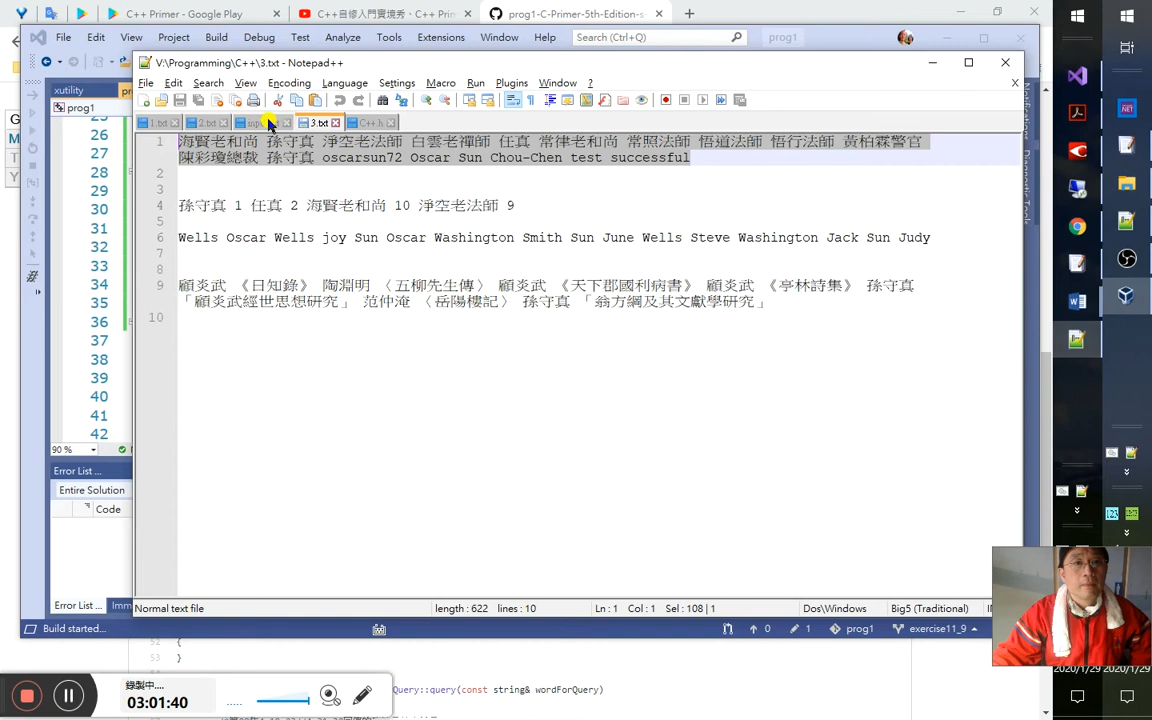 C++ Primer - Google Play
C++自修入門實境秀、C++ Prim
prog1-C-Primer-5th-Edition-s
File Edit View Project Build Debug Test Analyze Tools Extensions Window Help Search (Ctrl+Q) prog1
V:\Programming\C++\3.txt - Notepad++
File Edit Search View Encoding Language Settings Macro Run Plugins Window ?
xutility
prog1
1.txt 2.txt 3.txt C++.h
1 海賢老和尚 孫守真 淨空老法師 白雲老禪師 任真 常律老和尚 常照法師 悟道法師 悟行法師 黃柏霖警官
陳彩瓊總裁 孫守真 oscarsun72 Oscar Sun Chou-Chen test successful
2
3
4 孫守真 1 任真 2 海賢老和尚 10 淨空老法師 9
5
6 Wells Oscar Wells joy Sun Oscar Washington Smith Sun June Wells Steve Washington Jack Sun Judy
7
8
9 顧炎武 《日知錄》 陶淵明 〈五柳先生傳〉 顧炎武 《天下郡國利病書》 顧炎武 《亭林詩集》 孫守真
「顧炎武經世思想研究」 范仲淹 〈岳陽樓記〉 孫守真 「翁方綱及其文獻學研究」
10
26
27
28
29
30
31
32
33
34
35
36
37
38
39
40
41
42
90 %
Error List ...
Entire Solution
Code
Error List ... Imm
Notifications
Diagnostic Tools
Normal text file length : 622 lines : 10 Ln : 1 Col : 1 Sel : 108 | 1 Dos\Windows Big5 (Traditional)
Build started... 0 1 prog1 exercise11_9
52 {
53 }
Query::query(const string& wordForQuery)
錄製中....
03:01:40
2020/1/29 2020/1/29